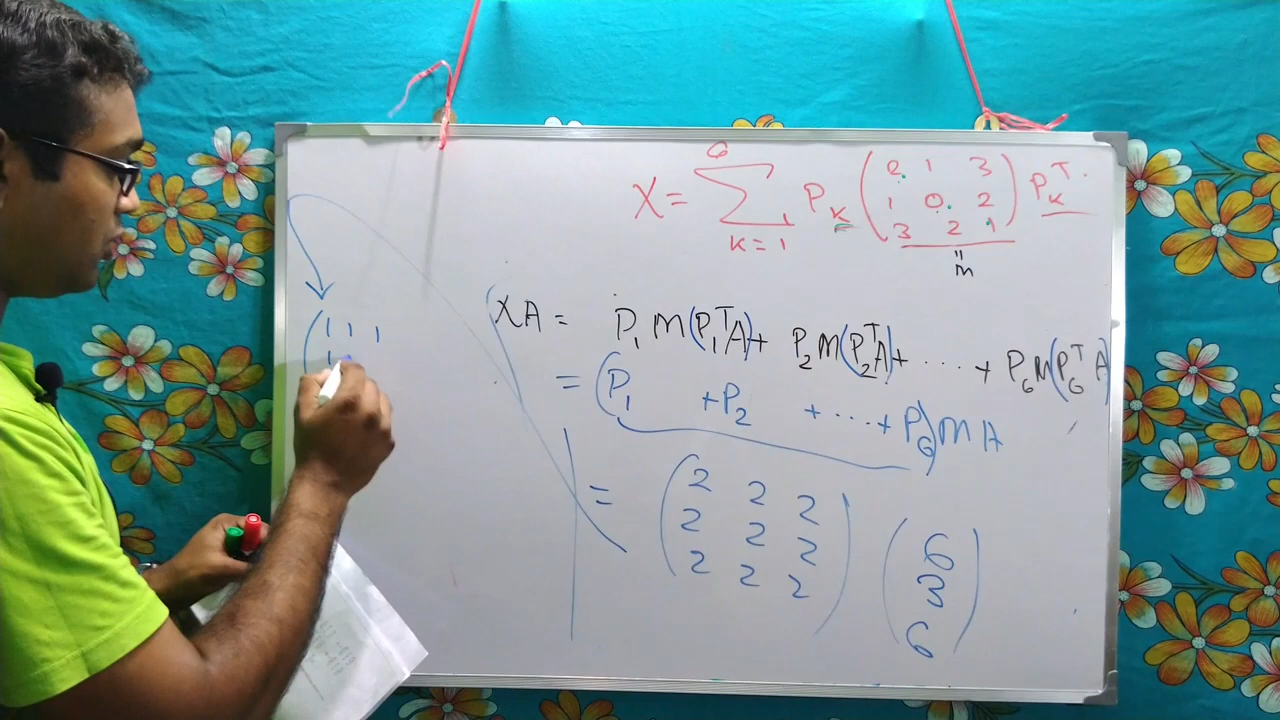 X = 6 Σ k=1 P_k ( 2 1 3
1 0 2
3 2 1 ) P_k^T
"
m
XA = P_1 M (P_1^T A) + P_2 M (P_2^T A) + ... + P_6 M (P_6^T A)
= (P_1 + P_2 + ... + P_6) M A
= ( 2 2 2
2 2 2
2 2 2 ) ( 6
3
6 )
( 1 1 1
1